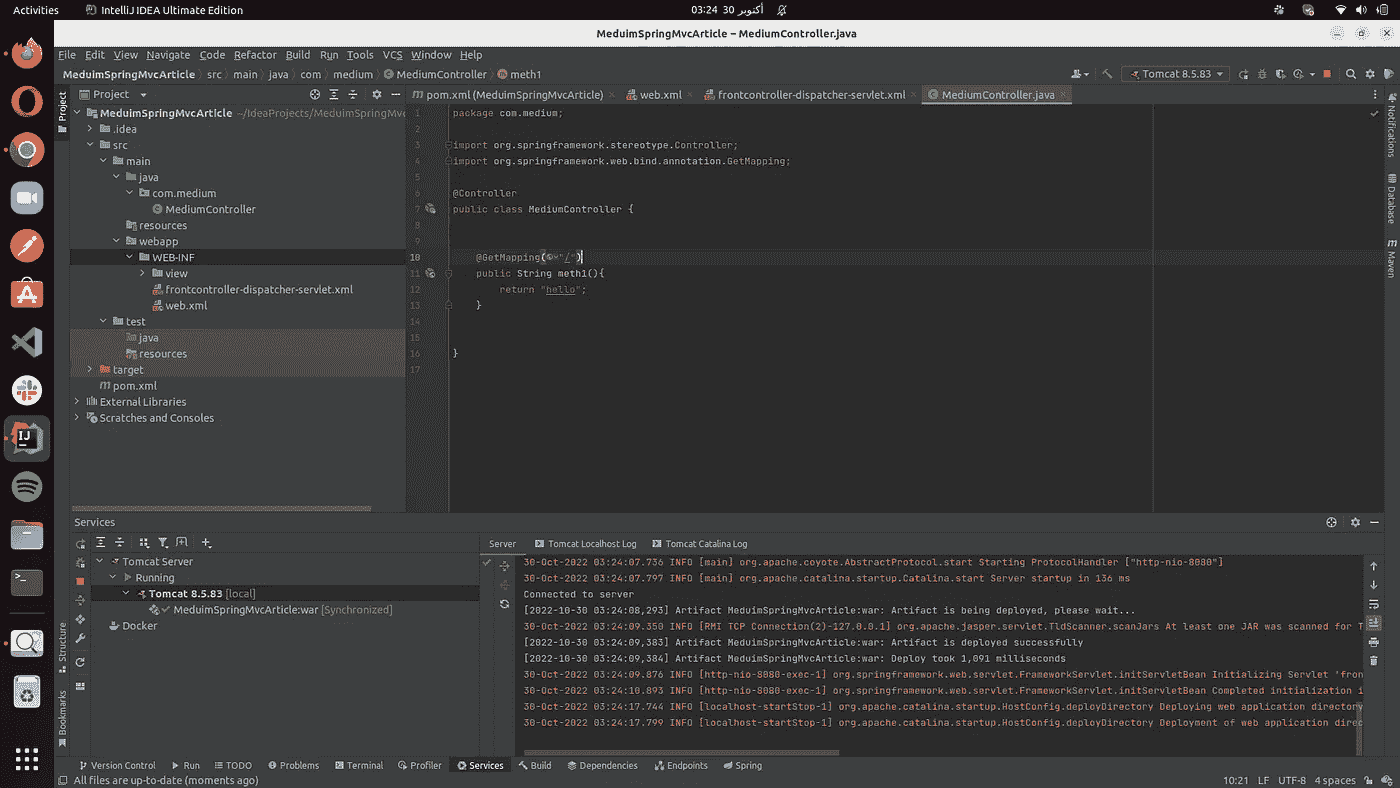 Activities
IntelliJ IDEA Ultimate Edition
03:24 30 أكتوبر
MeduimSpringMvcArticle – MediumController.java
File Edit View Navigate Code Refactor Build Run Tools VCS Window Help
MeduimSpringMvcArticle src main java com medium MediumController meth1
Tomcat 8.5.83
Project
Project
pom.xml (MeduimSpringMvcArticle)
web.xml
frontcontroller-dispatcher-servlet.xml
MediumController.java
MeduimSpringMvcArticle ~/IdeaProjects/MeduimSpringMvc
.idea
src
main
java
com.medium
MediumController
resources
webapp
WEB-INF
view
frontcontroller-dispatcher-servlet.xml
web.xml
test
java
resources
target
pom.xml
External Libraries
Scratches and Consoles
1 package com.medium;
2
3 import org.springframework.stereotype.Controller;
4 import org.springframework.web.bind.annotation.GetMapping;
5
6 @Controller
7 public class MediumController {
8
9
10 @GetMapping("/")
11 public String meth1(){
12 return "hello";
13 }
14
15
16 }
17
Notifications
Database
Maven
Services
Tomcat Server
Running
Tomcat 8.5.83 [local]
MeduimSpringMvcArticle:war [Synchronized]
Docker
Structure
Bookmarks
Server Tomcat Localhost Log Tomcat Catalina Log
30-Oct-2022 03:24:07.736 INFO [main] org.apache.coyote.AbstractProtocol.start Starting ProtocolHandler ["http-nio-8080"]
30-Oct-2022 03:24:07.797 INFO [main] org.apache.catalina.startup.Catalina.start Server startup in 136 ms
Connected to server
[2022-10-30 03:24:08,293] Artifact MeduimSpringMvcArticle:war: Artifact is being deployed, please wait...
30-Oct-2022 03:24:09.350 INFO [RMI TCP Connection(2)-127.0.0.1] org.apache.jasper.servlet.TldScanner.scanJars At least one JAR was scanned for T
[2022-10-30 03:24:09,383] Artifact MeduimSpringMvcArticle:war: Artifact is deployed successfully
[2022-10-30 03:24:09,384] Artifact MeduimSpringMvcArticle:war: Deploy took 1,091 milliseconds
30-Oct-2022 03:24:09.876 INFO [http-nio-8080-exec-1] org.springframework.web.servlet.FrameworkServlet.initServletBean Initializing Servlet 'fron
30-Oct-2022 03:24:10.893 INFO [http-nio-8080-exec-1] org.springframework.web.servlet.FrameworkServlet.initServletBean Completed initialization i
30-Oct-2022 03:24:17.744 INFO [localhost-startStop-1] org.apache.catalina.startup.HostConfig.deployDirectory Deploying web application directory
30-Oct-2022 03:24:17.799 INFO [localhost-startStop-1] org.apache.catalina.startup.HostConfig.deployDirectory Deployment of web application direc
Version Control Run TODO Problems Terminal Profiler Services Build Dependencies Endpoints Spring
All files are up-to-date (moments ago)
10:21 LF UTF-8 4 spaces